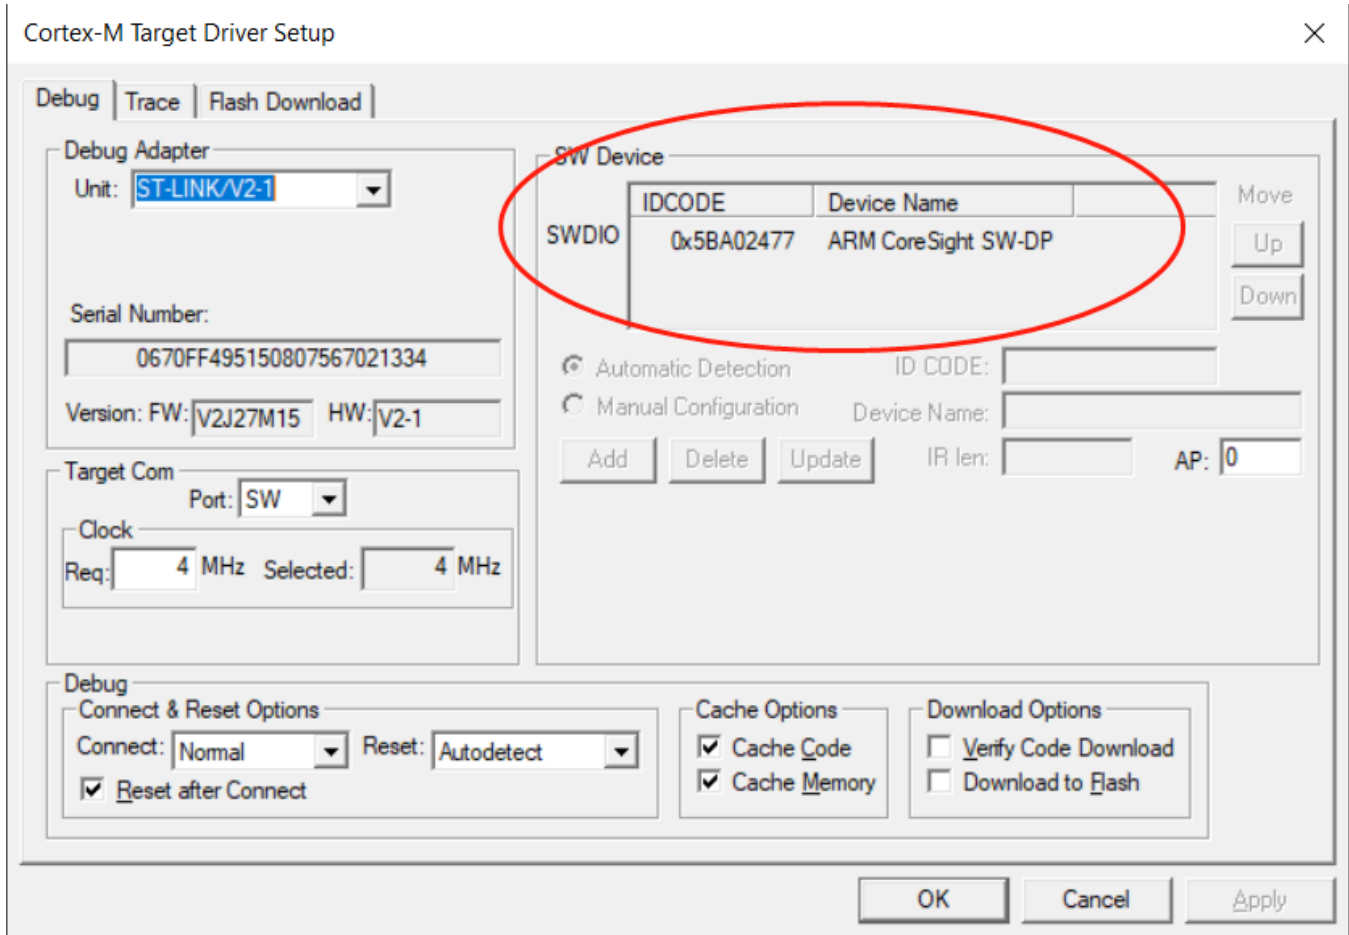 Cortex-M Target Driver Setup
Debug Trace Flash Download
Debug Adapter
Unit: ST-LINK/V2-1
Serial Number:
0670FF495150807567021334
Version: FW: V2J27M15 HW: V2-1
Target Com
Port: SW
Clock
Req: 4 MHz Selected: 4 MHz
SW Device
IDCODE Device Name
SWDIO 0x5BA02477 ARM CoreSight SW-DP
Move
Up
Down
Automatic Detection ID CODE:
Manual Configuration Device Name:
Add Delete Update IR len: AP: 0
Debug
Connect & Reset Options
Connect: Normal Reset: Autodetect
Reset after Connect
Cache Options
Cache Code
Cache Memory
Download Options
Verify Code Download
Download to Flash
OK Cancel Apply